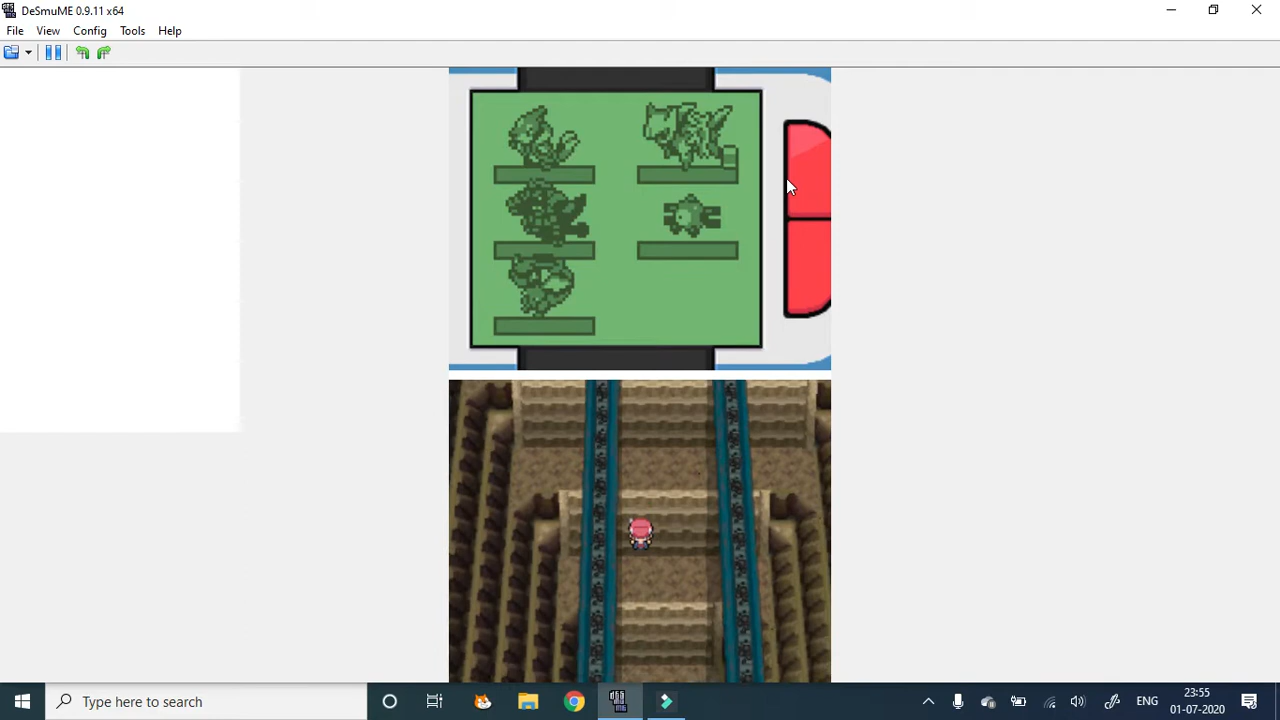 DeSmuME 0.9.11 x64
File View Config Tools Help
Type here to search
ENG
23:55
01-07-2020